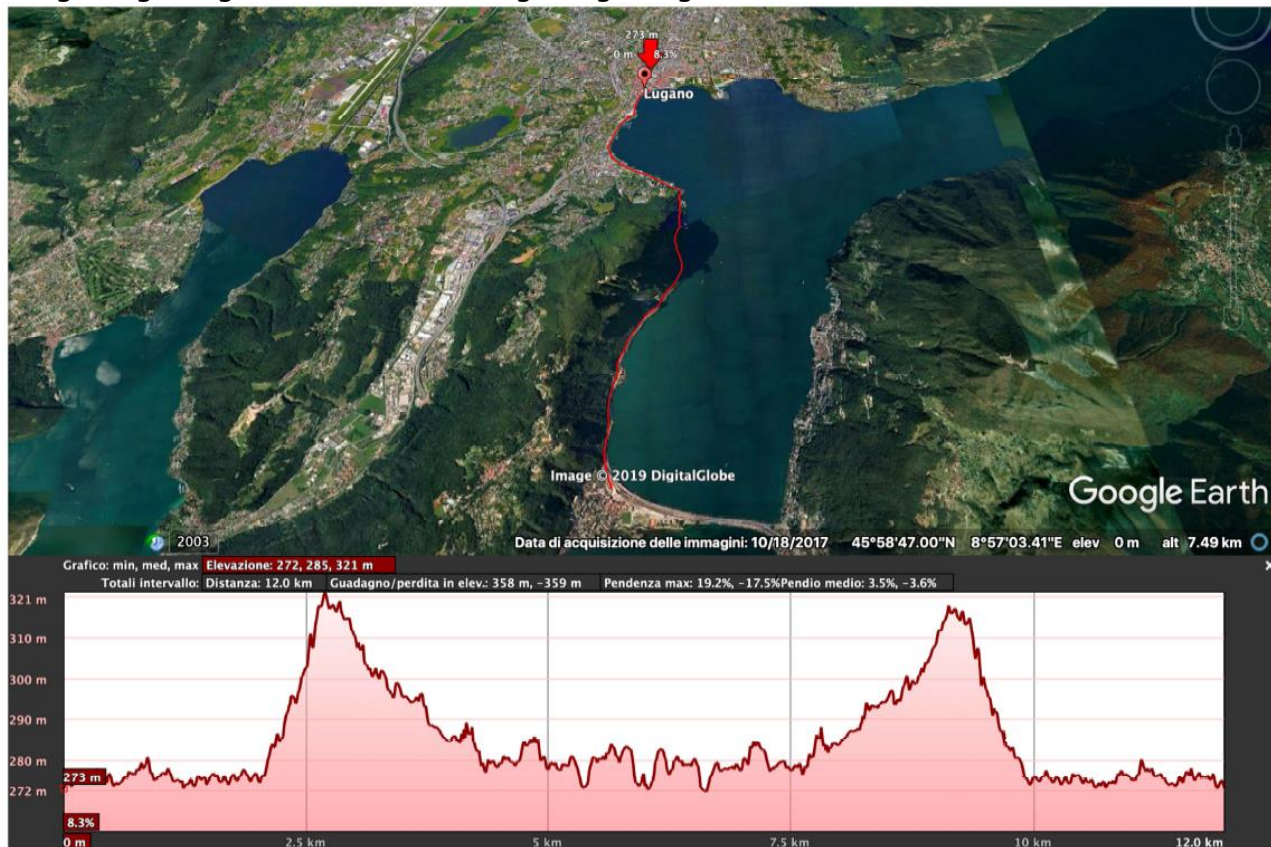 273 m
0 m 8.3%
Lugano
Image © 2019 DigitalGlobe
Google Earth
2003
Data di acquisizione delle immagini: 10/18/2017 45°58'47.00"N 8°57'03.41"E elev 0 m alt 7.49 km
Grafico: min, med, max Elevazione: 272, 285, 321 m
Totali intervallo: Distanza: 12.0 km Guadagno/perdita in elev.: 358 m, -359 m Pendenza max: 19.2%, -17.5% Pendio medio: 3.5%, -3.6%
321 m
310 m
300 m
290 m
280 m
273 m
272 m
8.3%
0 m 2.5 km 5 km 7.5 km 10 km 12.0 km